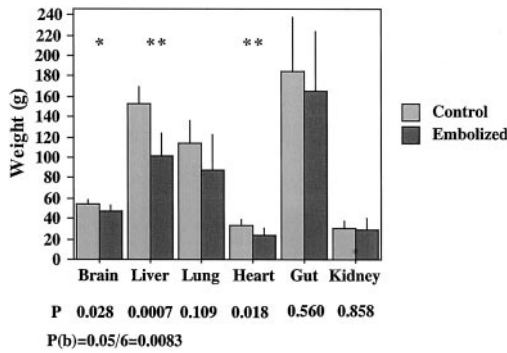 240
220
200
180
160
140
120
100
80
60
40
20
0
Weight (g)
* ** **
Control
Embolized
Brain Liver Lung Heart Gut Kidney
P 0.028 0.0007 0.109 0.018 0.560 0.858
P(b)=0.05/6=0.0083